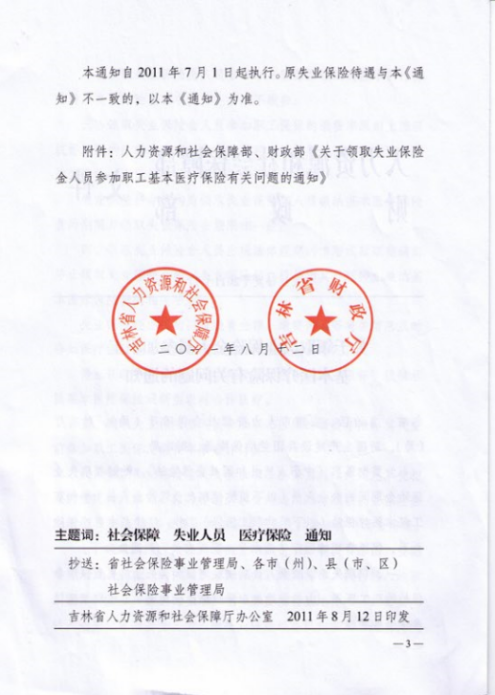 本通知自2011年7月1日起执行。原失业保险待遇与本《通
知》不一致的，以本《通知》为准。
附件：人力资源和社会保障部、财政部《关于领取失业保险
金人员参加职工基本医疗保险有关问题的通知》
吉林省人力资源和社会保障厅
吉林省财政厅
二〇一一年八月十二日
主题词：社会保障 失业人员 医疗保险 通知
抄送：省社会保险事业管理局、各市（州）、县（市、区）
社会保险事业管理局
吉林省人力资源和社会保障厅办公室 2011年8月12日印发
—3—